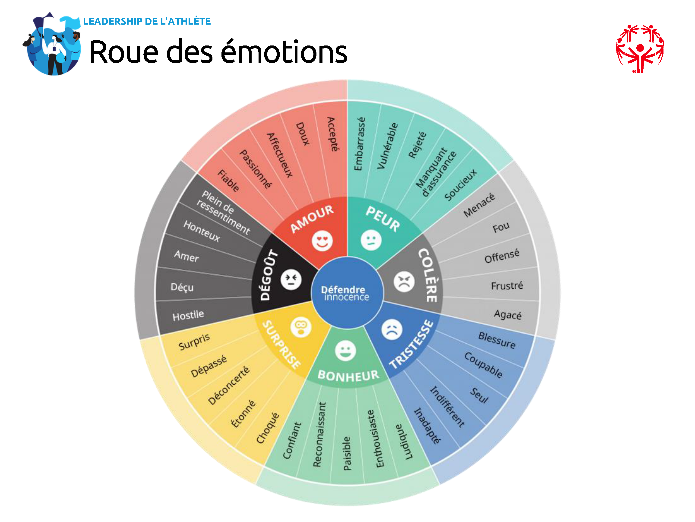 LEADERSHIP DE L'ATHLÈTE
Roue des émotions
AMOUR
Fiable
Passionné
Affectueux
Doux
Accepté
PEUR
Embarrassé
Vulnérable
Rejeté
Manquant
d'assurance
Soucieux
COLÈRE
Menacé
Fou
Offensé
Frustré
Agacé
TRISTESSE
Blessure
Coupable
Seul
Indifférent
Inadapté
BONHEUR
Ludique
Enthousiaste
Paisible
Reconnaissant
Confiant
SURPRISE
Choqué
Étonné
Déconcerté
Dépassé
Surpris
DÉGOÛT
Hostile
Déçu
Amer
Honteux
Plein de
ressentiment
Défendre
innocence